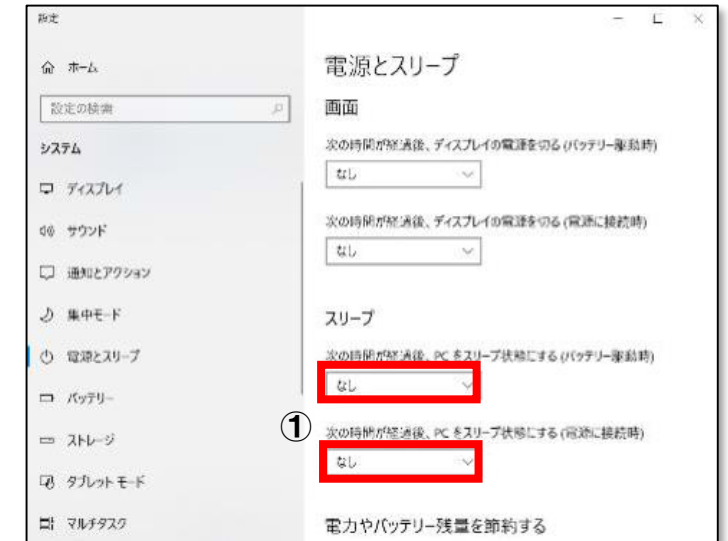 設定
ホーム
設定の検索
システム
ディスプレイ
サウンド
通知とアクション
集中モード
電源とスリープ
バッテリー
ストレージ
タブレット モード
マルチタスク
電源とスリープ
画面
次の時間が経過後、ディスプレイの電源を切る (バッテリー駆動時)
なし
次の時間が経過後、ディスプレイの電源を切る (電源に接続時)
なし
スリープ
次の時間が経過後、PC をスリープ状態にする (バッテリー駆動時)
なし
①
次の時間が経過後、PC をスリープ状態にする (電源に接続時)
なし
電力やバッテリー残量を節約する